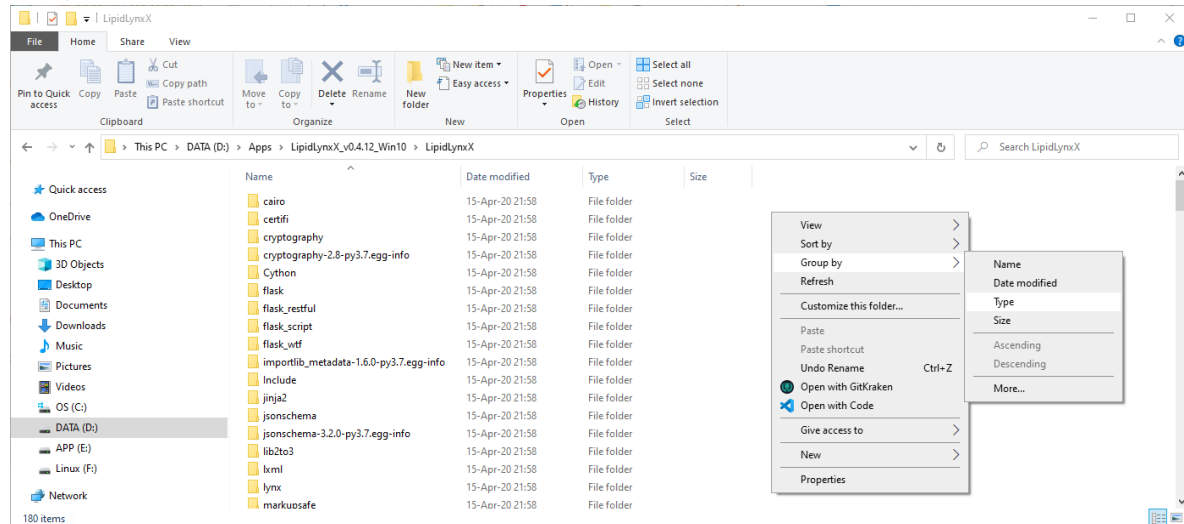 LipidLynxX
File Home Share View
Pin to Quick access
Copy
Paste
Cut
Copy path
Paste shortcut
Clipboard
Move to
Copy to
Delete
Rename
Organize
New folder
New item
Easy access
New
Properties
Open
Edit
History
Open
Select all
Select none
Invert selection
Select
This PC > DATA (D:) > Apps > LipidLynxX_v0.4.12_Win10 > LipidLynxX
Search LipidLynxX
Quick access
OneDrive
This PC
3D Objects
Desktop
Documents
Downloads
Music
Pictures
Videos
OS (C:)
DATA (D:)
APP (E:)
Linux (F:)
Network
Name Date modified Type Size
cairo 15-Apr-20 21:58 File folder
certifi 15-Apr-20 21:58 File folder
cryptography 15-Apr-20 21:58 File folder
cryptography-2.8-py3.7.egg-info 15-Apr-20 21:58 File folder
Cython 15-Apr-20 21:58 File folder
flask 15-Apr-20 21:58 File folder
flask_restful 15-Apr-20 21:58 File folder
flask_script 15-Apr-20 21:58 File folder
flask_wtf 15-Apr-20 21:58 File folder
importlib_metadata-1.6.0-py3.7.egg-info 15-Apr-20 21:58 File folder
Include 15-Apr-20 21:58 File folder
jinja2 15-Apr-20 21:58 File folder
jsonschema 15-Apr-20 21:58 File folder
jsonschema-3.2.0-py3.7.egg-info 15-Apr-20 21:58 File folder
lib2to3 15-Apr-20 21:58 File folder
lxml 15-Apr-20 21:58 File folder
lynx 15-Apr-20 21:58 File folder
markupsafe 15-Apr-20 21:58 File folder
View
Sort by
Group by
Refresh
Customize this folder...
Paste
Paste shortcut
Undo Rename Ctrl+Z
Open with GitKraken
Open with Code
Give access to
New
Properties
Name
Date modified
Type
Size
Ascending
Descending
More...
180 items